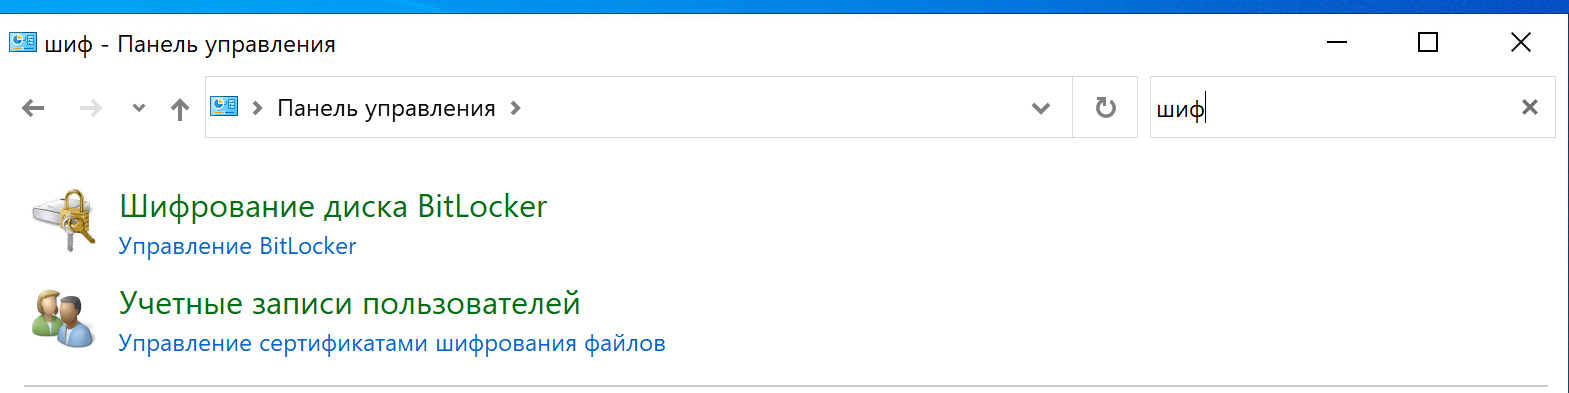 шиф - Панель управления
Панель управления
шиф
Шифрование диска BitLocker
Управление BitLocker
Учетные записи пользователей
Управление сертификатами шифрования файлов